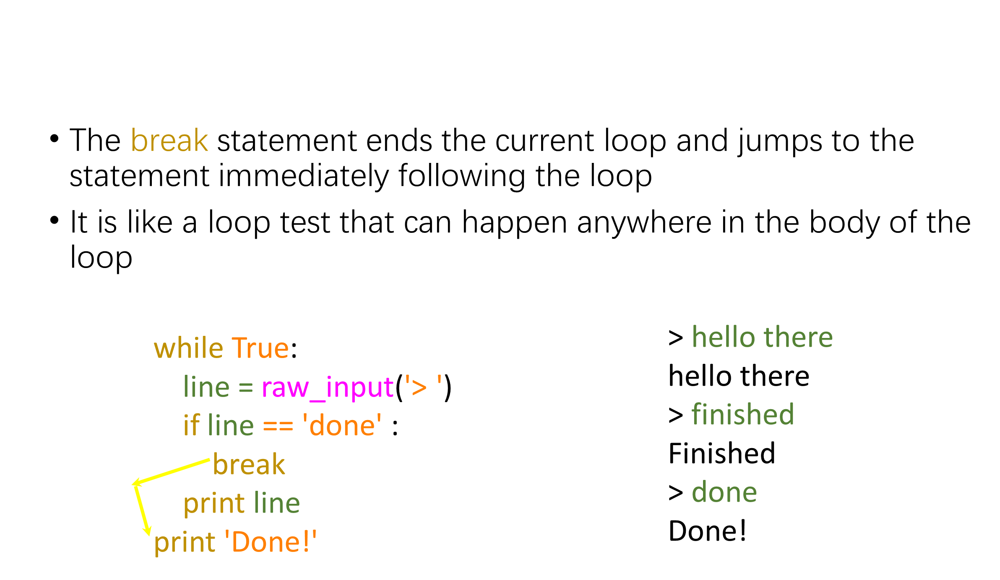 • The break statement ends the current loop and jumps to the
statement immediately following the loop
• It is like a loop test that can happen anywhere in the body of the
loop
while True:
    line = raw_input('> ')
    if line == 'done' :
        break
    print line
print 'Done!'
> hello there
hello there
> finished
Finished
> done
Done!